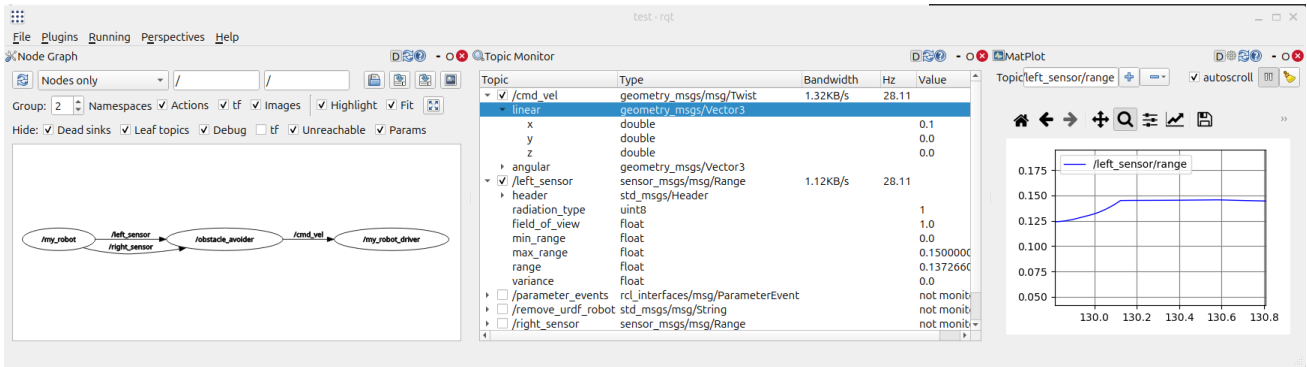 test - rqt
File Plugins Running Perspectives Help
Node Graph
D - O
Nodes only / /
Group: 2 Namespaces Actions tf Images Highlight Fit
Hide: Dead sinks Leaf topics Debug tf Unreachable Params
/my_robot /left_sensor /right_sensor /obstacle_avoider /cmd_vel /my_robot_driver
Topic Monitor
D - O
Topic Type Bandwidth Hz Value
/cmd_vel geometry_msgs/msg/Twist 1.32KB/s 28.11
linear geometry_msgs/Vector3
x double 0.1
y double 0.0
z double 0.0
angular geometry_msgs/Vector3
/left_sensor sensor_msgs/msg/Range 1.12KB/s 28.11
header std_msgs/Header
radiation_type uint8 1
field_of_view float 1.0
min_range float 0.0
max_range float 0.1500000
range float 0.1372660
variance float 0.0
/parameter_events rcl_interfaces/msg/ParameterEvent not monit
/remove_urdf_robot std_msgs/msg/String not monit
/right_sensor sensor_msgs/msg/Range not monit
MatPlot
D - O
Topic left_sensor/range autoscroll
/left_sensor/range
0.175
0.150
0.125
0.100
0.075
0.050
130.0 130.2 130.4 130.6 130.8